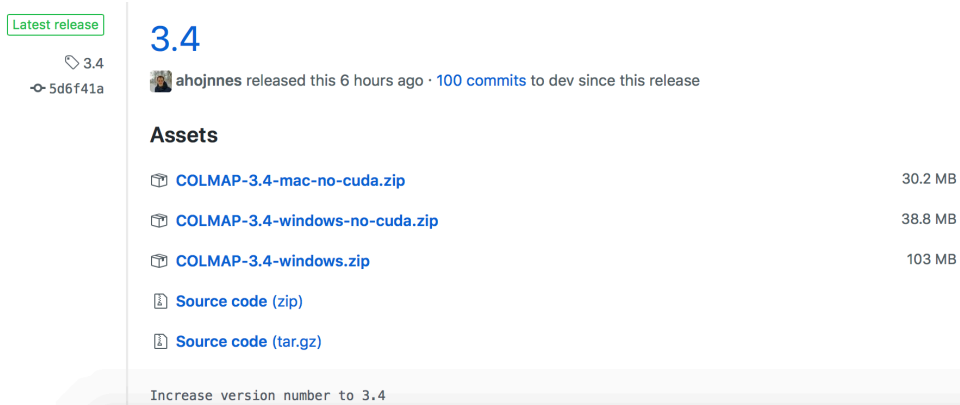 Latest release
3.4
5d6f41a
3.4
ahojnnes released this 6 hours ago · 100 commits to dev since this release
Assets
COLMAP-3.4-mac-no-cuda.zip 30.2 MB
COLMAP-3.4-windows-no-cuda.zip 38.8 MB
COLMAP-3.4-windows.zip 103 MB
Source code (zip)
Source code (tar.gz)
Increase version number to 3.4